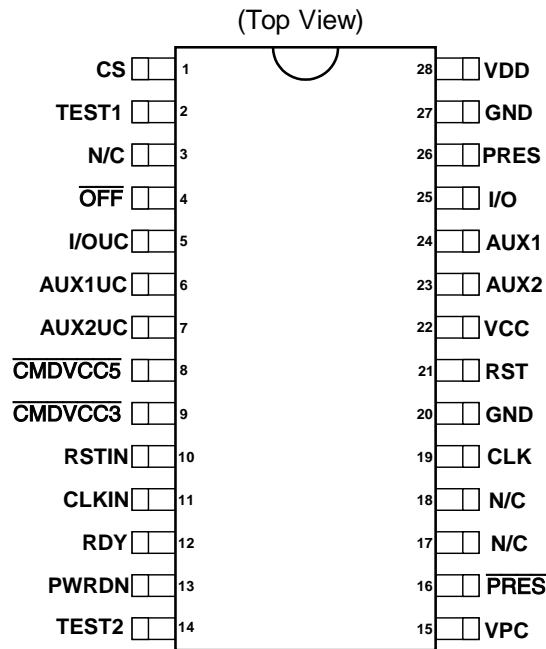 (Top View)
CS 1 28 VDD
TEST1 2 27 GND
N/C 3 26 PRES
OFF 4 25 I/O
I/OUC 5 24 AUX1
AUX1UC 6 23 AUX2
AUX2UC 7 22 VCC
CMDVCC5 8 21 RST
CMDVCC3 9 20 GND
RSTIN 10 19 CLK
CLKIN 11 18 N/C
RDY 12 17 N/C
PWRDN 13 16 PRES
TEST2 14 15 VPC